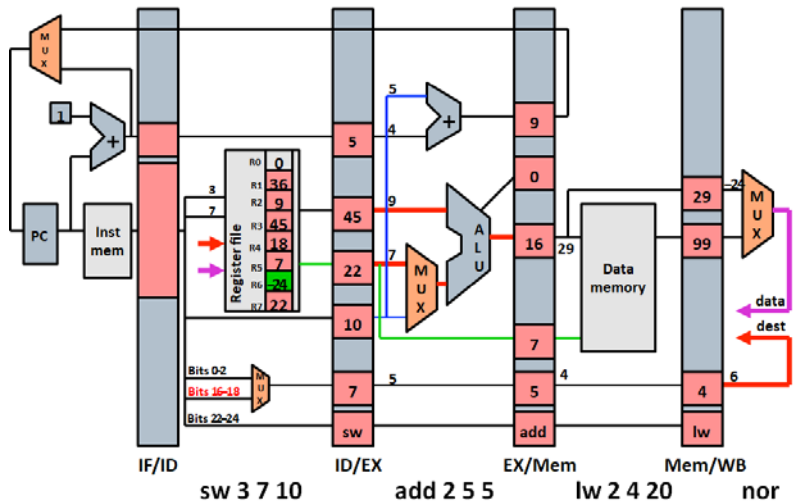 M
U
X
1
+
5
4
+
9
5
0
R0 0
R1 36
R2 9
R3 45
R4 18
R5 7
R6 -24
R7 22
Register file
3
7
PC
Inst
mem
45
22
10
9
7
M
U
X
A
L
U
16
29
Data
memory
29
99
-24
M
U
X
data
dest
7
Bits 0-2
Bits 16-18
Bits 22-24
M
U
X
7
5
5
4
4
6
sw
add
lw
IF/ID ID/EX EX/Mem Mem/WB
sw 3 7 10 add 2 5 5 lw 2 4 20 nor